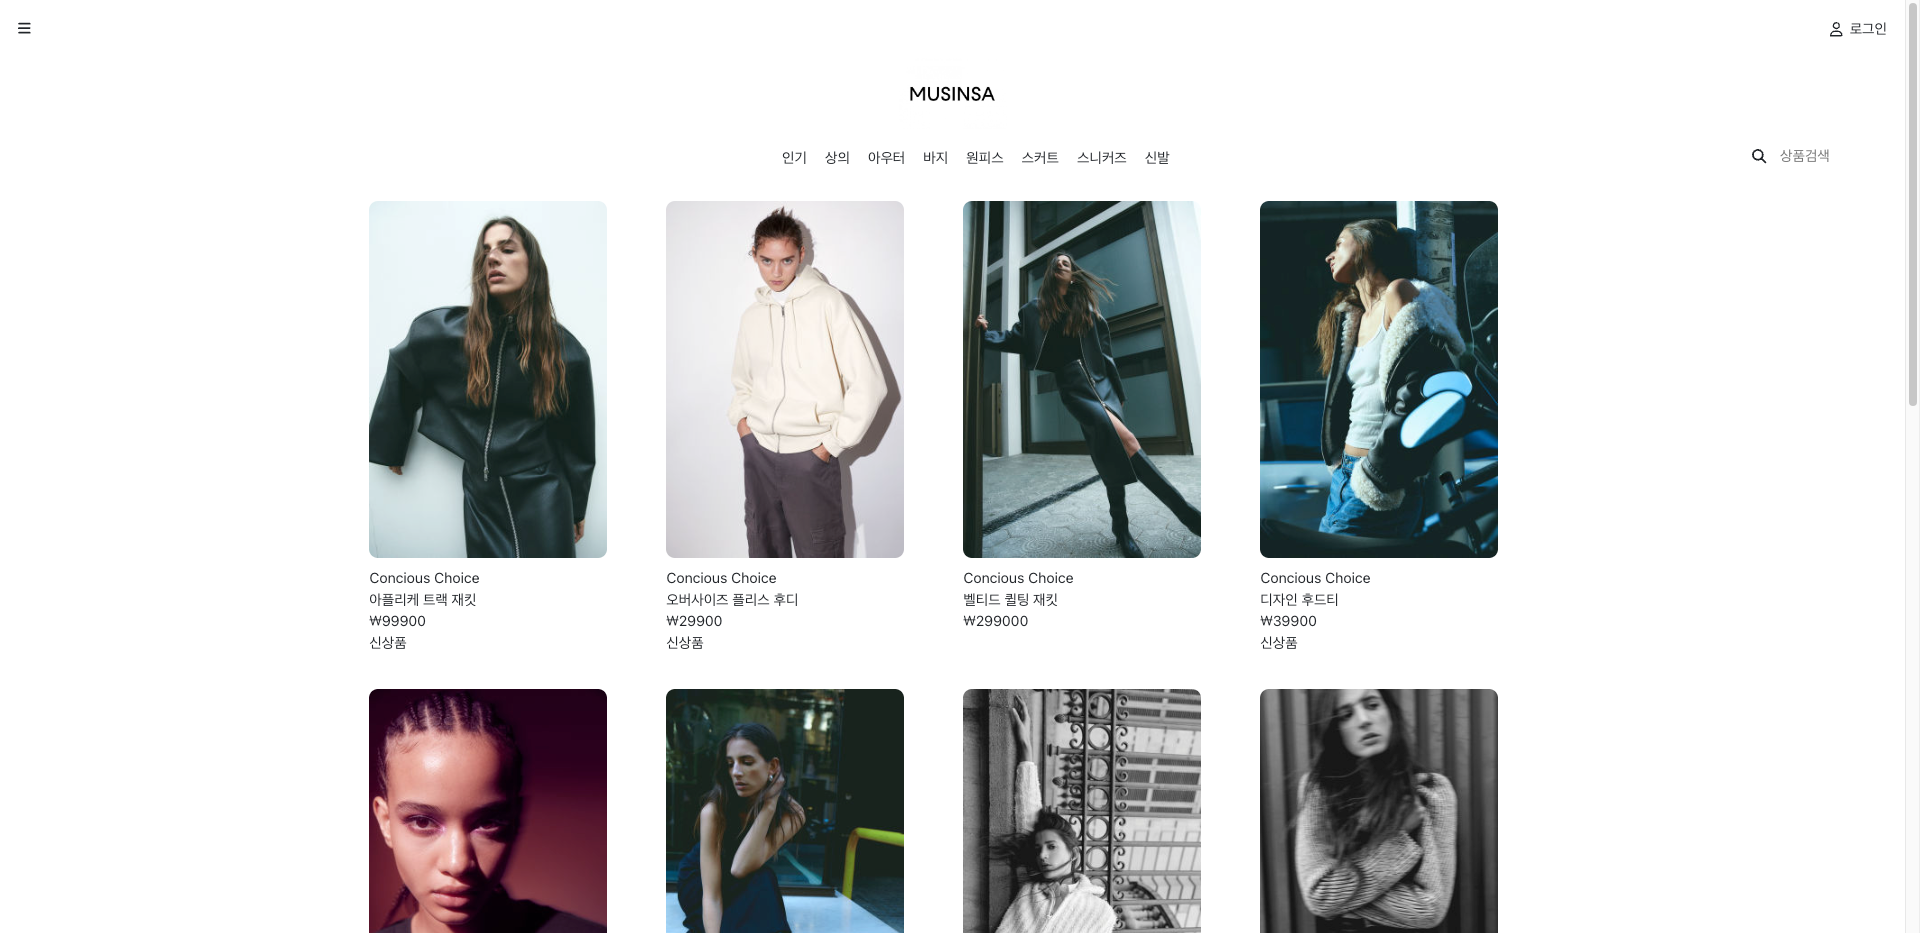 로그인
MUSINSA
인기 상의 아우터 바지 원피스 스커트 스니커즈 신발
상품검색
Concious Choice
아플리케 트랙 재킷
₩99900
신상품
Concious Choice
오버사이즈 플리스 후디
₩29900
신상품
Concious Choice
벨티드 퀼팅 재킷
₩299000
Concious Choice
디자인 후드티
₩39900
신상품